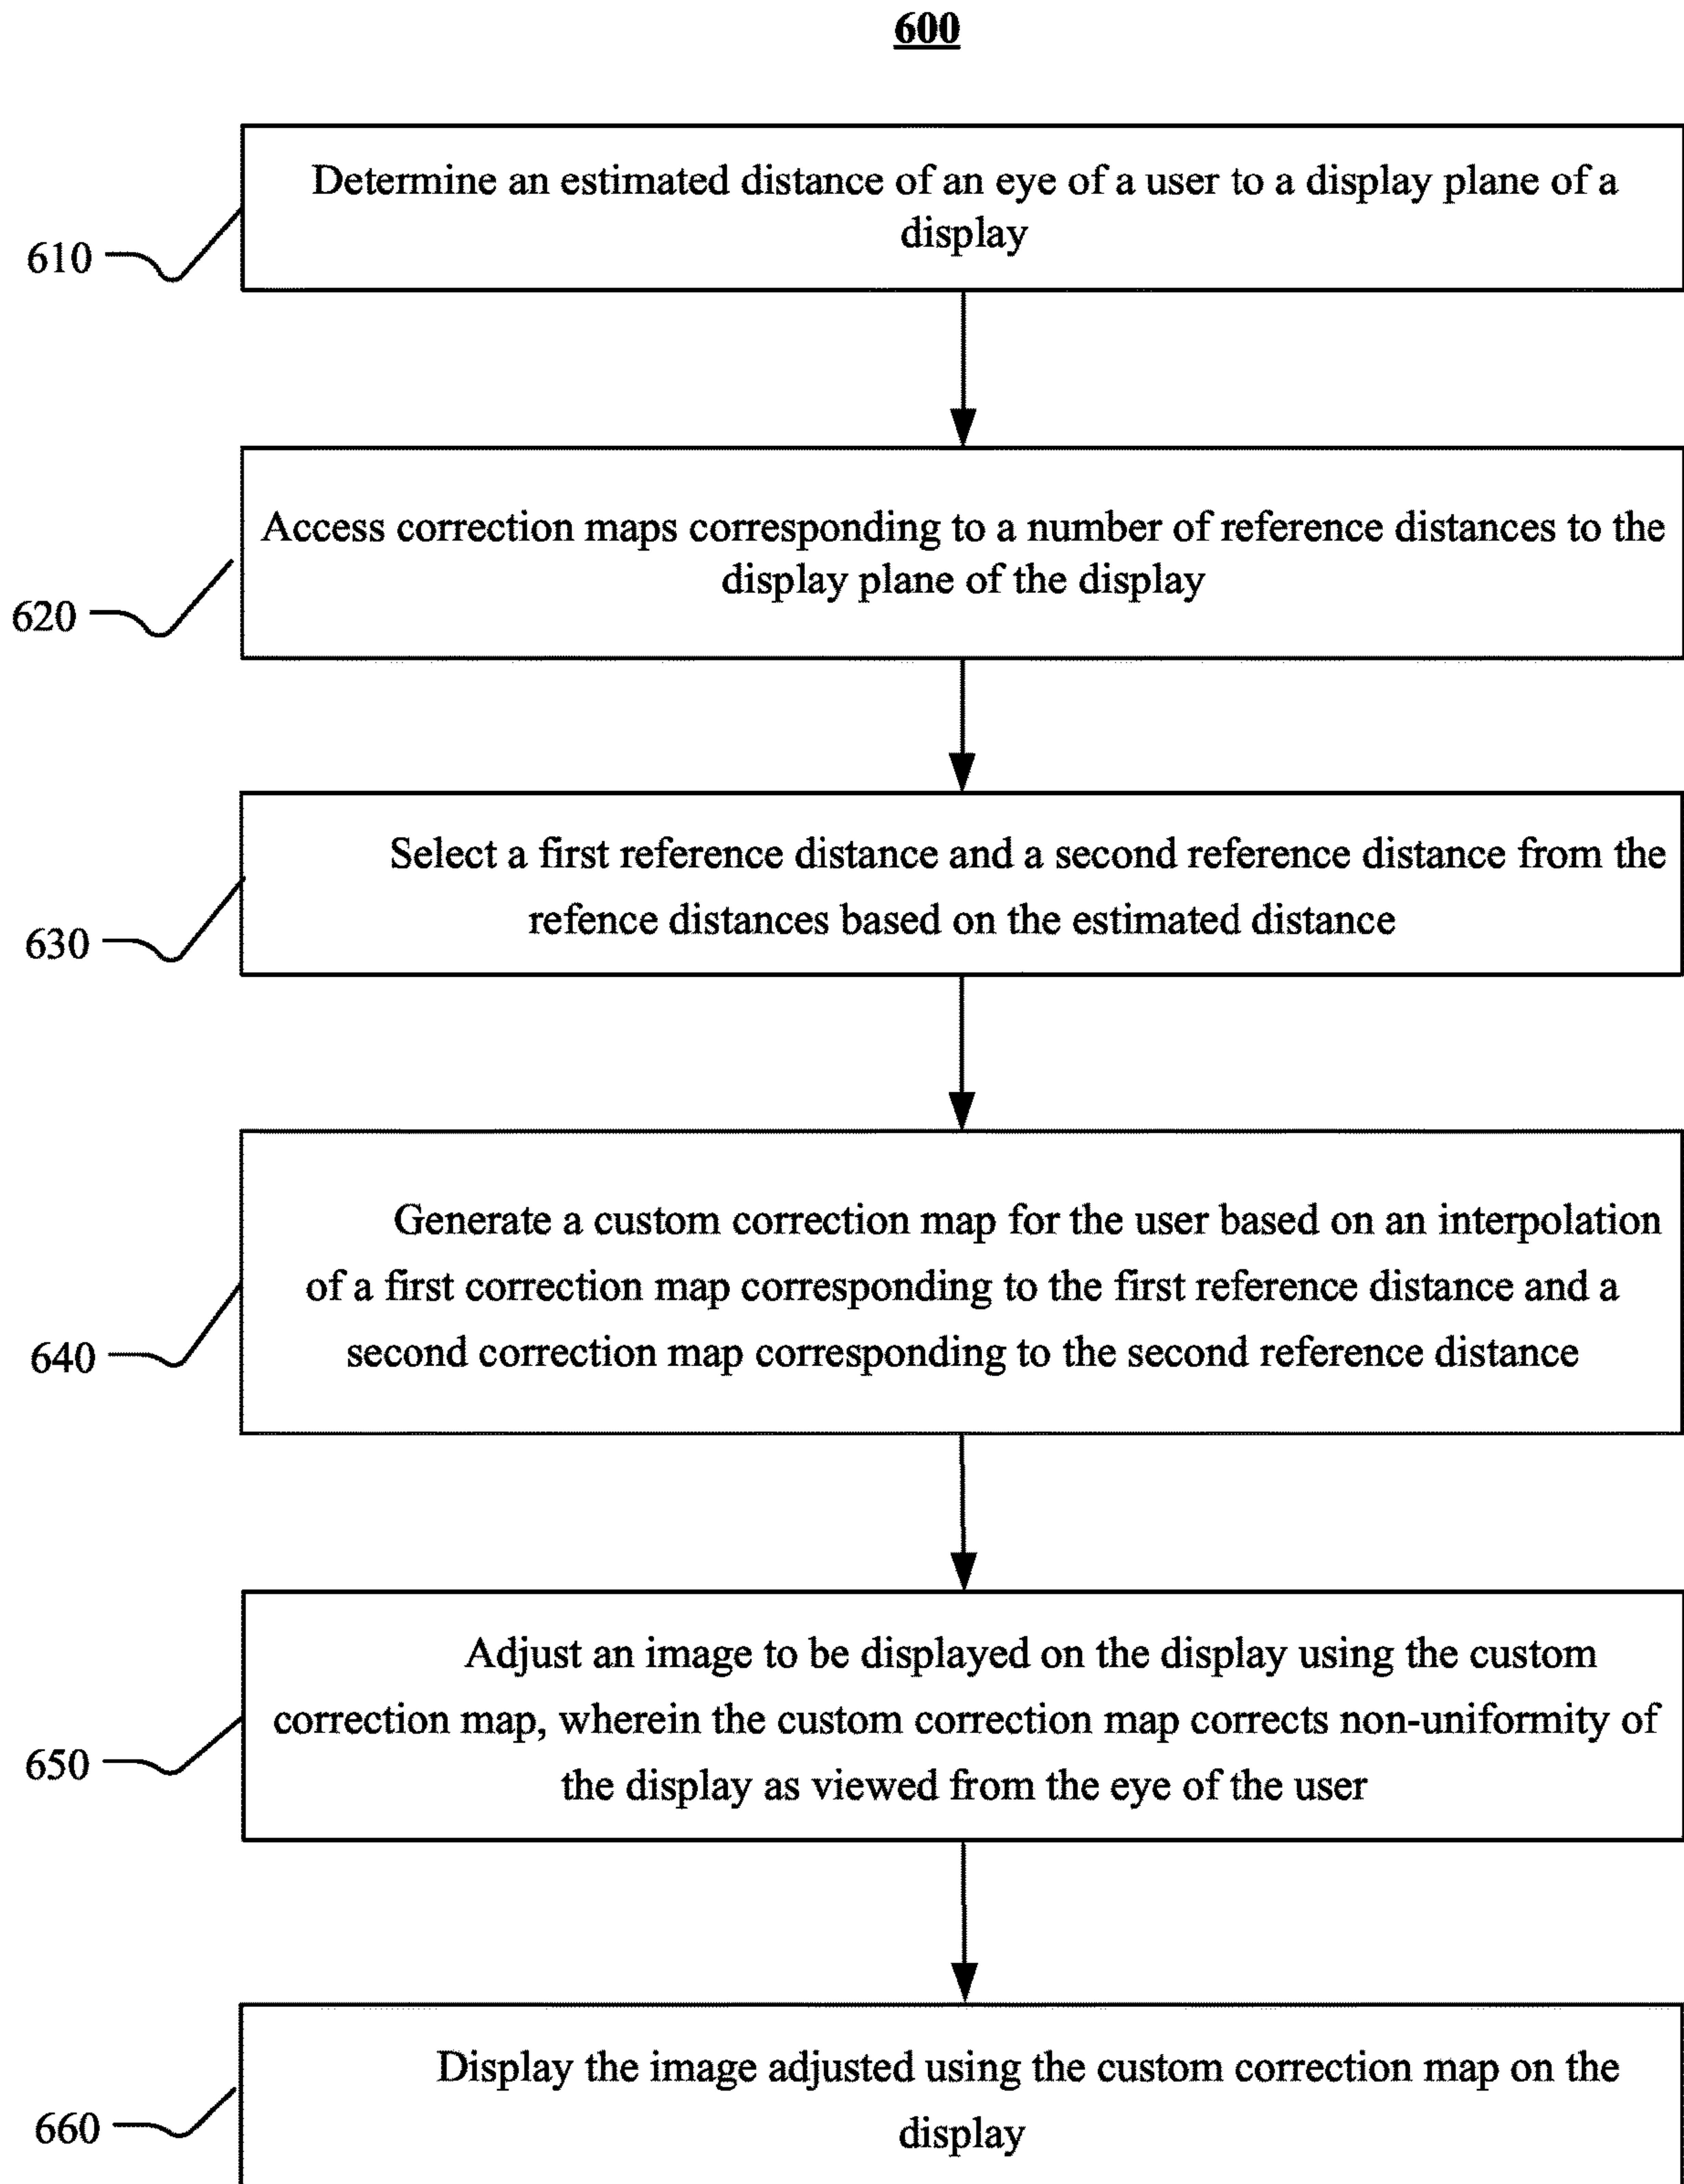 600
Determine an estimated distance of an eye of a user to a display plane of a
display
610
Access correction maps corresponding to a number of reference distances to the
display plane of the display
620
Select a first reference distance and a second reference distance from the
refence distances based on the estimated distance
630
Generate a custom correction map for the user based on an interpolation
of a first correction map corresponding to the first reference distance and a
second correction map corresponding to the second reference distance
640
Adjust an image to be displayed on the display using the custom
correction map, wherein the custom correction map corrects non-uniformity of
the display as viewed from the eye of the user
650
Display the image adjusted using the custom correction map on the
display
660